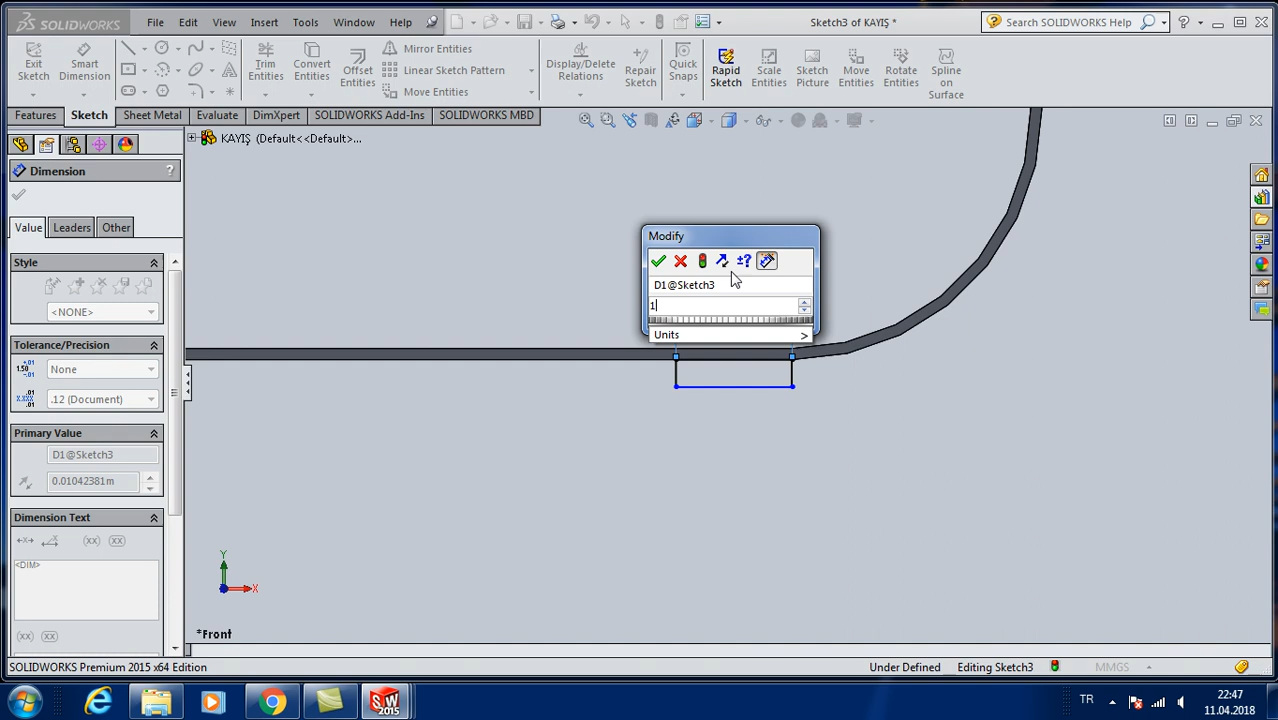 SOLIDWORKS File Edit View Insert Tools Window Help Sketch3 of KAYIŞ * Search SOLIDWORKS Help
Exit Sketch
Smart Dimension
Trim Entities
Convert Entities
Offset Entities
Mirror Entities
Linear Sketch Pattern
Move Entities
Display/Delete Relations
Repair Sketch
Quick Snaps
Rapid Sketch
Scale Entities
Sketch Picture
Move Entities
Rotate Entities
Spline on Surface
Features Sketch Sheet Metal Evaluate DimXpert SOLIDWORKS Add-Ins SOLIDWORKS MBD
KAYIŞ (Default<<Default>...
Dimension ?
Value Leaders Other
Style
<NONE>
Tolerance/Precision
None
.12 (Document)
Primary Value
D1@Sketch3
0.01042381m
Dimension Text
<DIM>
Modify
D1@Sketch3
1
Units >
Y
X
*Front
SOLIDWORKS Premium 2015 x64 Edition Under Defined Editing Sketch3 MMGS
TR 22:47
11.04.2018